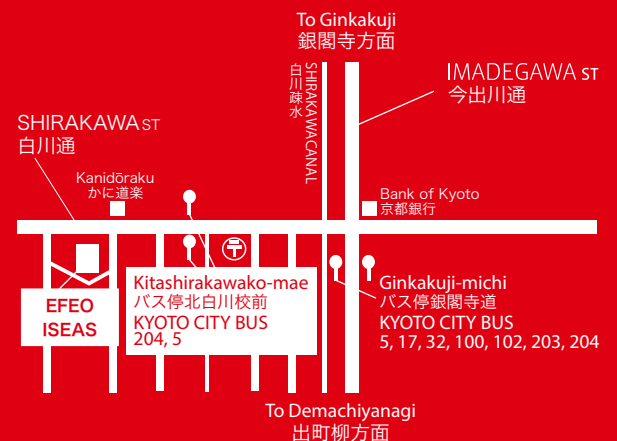 To Ginkakuji
銀閣寺方面
SHIRAKAWA CANAL
白川疎水
IMADEGAWA ST
今出川通
SHIRAKAWA ST
白川通
Kanidōraku
かに道楽
Bank of Kyoto
京都銀行
EFEO
ISEAS
Kitashirakawako-mae
バス停北白川校前
KYOTO CITY BUS
204, 5
Ginkakuji-michi
バス停銀閣寺道
KYOTO CITY BUS
5, 17, 32, 100, 102, 203, 204
To Demachiyanagi
出町柳方面